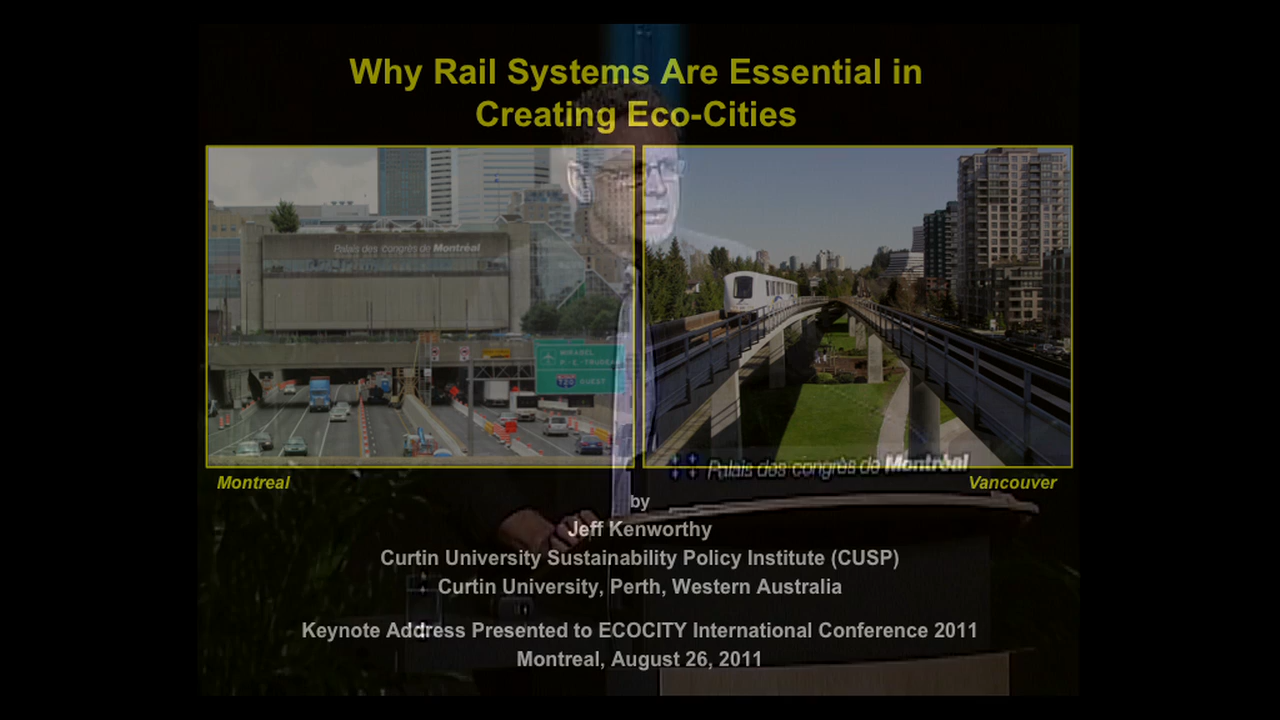 Why Rail Systems Are Essential in
Creating Eco-Cities
Palais des congrès de Montréal
MIRABEL
P.-E.-TRUDEAU
OUEST
Montreal
Vancouver
Palais des congrès de Montréal
by
Jeff Kenworthy
Curtin University Sustainability Policy Institute (CUSP)
Curtin University, Perth, Western Australia
Keynote Address Presented to ECOCITY International Conference 2011
Montreal, August 26, 2011